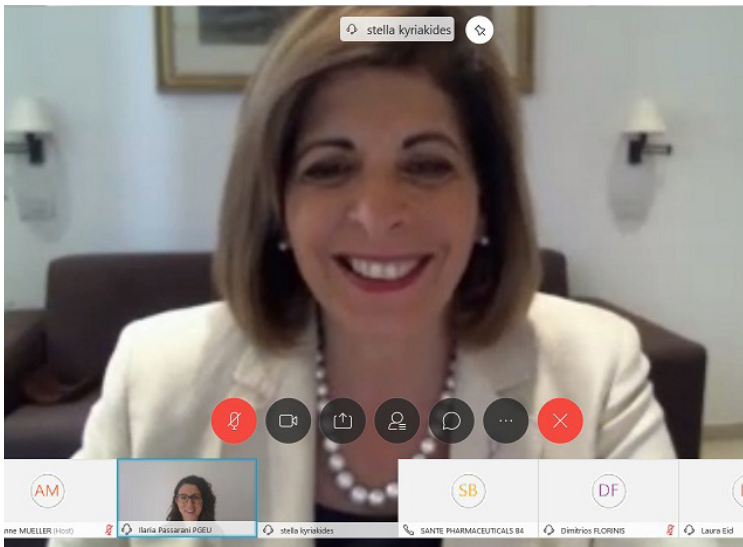 stella kyriakides
AM
SB
DF
nne MUELLER (Host)
Ilaria Passarani PGEU
stella kyriakides
SANTE PHARMACEUTICALS B4
Dimitrios FLORINIS
Laura Eid